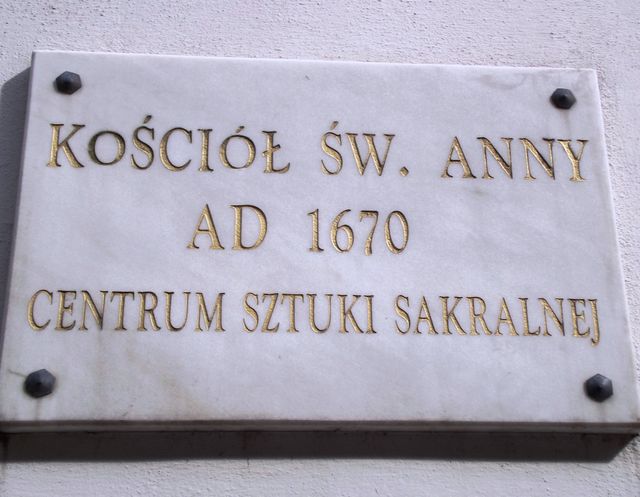 KOŚCIÓŁ ŚW. ANNY
AD 1670
CENTRUM SZTUKI SAKRALNEJ